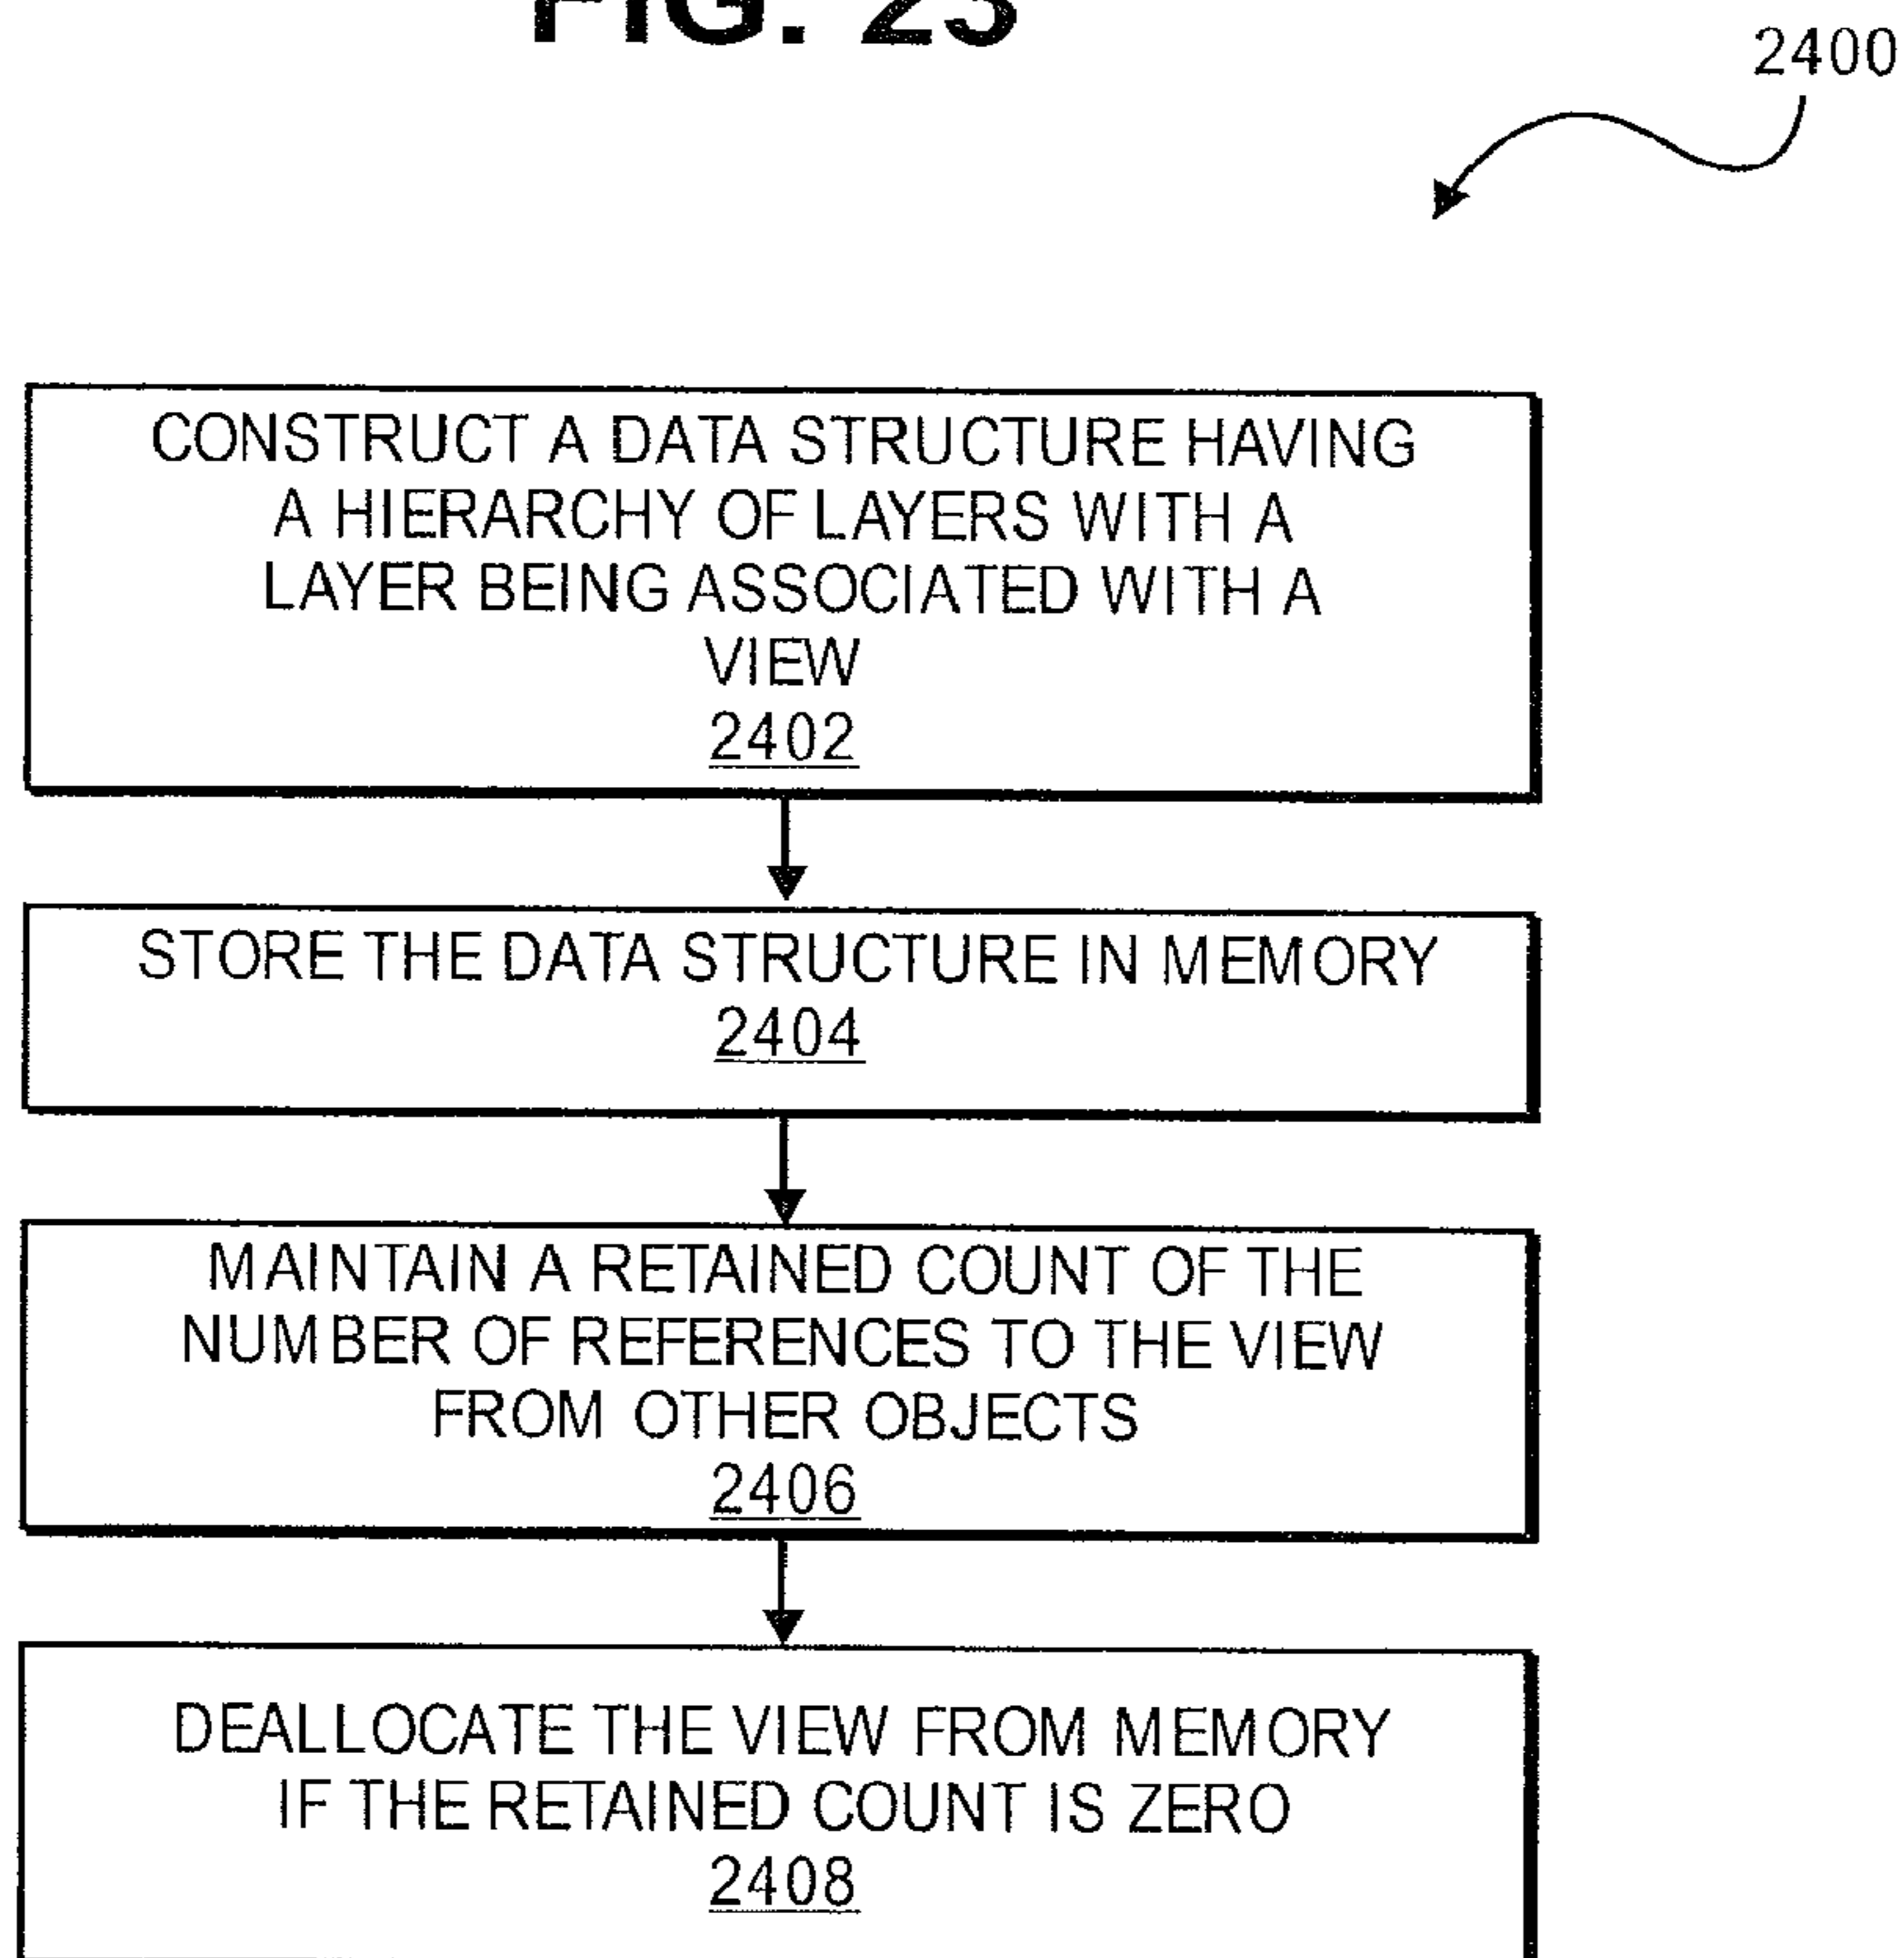 FIG. 23
2400
CONSTRUCT A DATA STRUCTURE HAVING
A HIERARCHY OF LAYERS WITH A
LAYER BEING ASSOCIATED WITH A
VIEW
2402
STORE THE DATA STRUCTURE IN MEMORY
2404
MAINTAIN A RETAINED COUNT OF THE
NUMBER OF REFERENCES TO THE VIEW
FROM OTHER OBJECTS
2406
DEALLOCATE THE VIEW FROM MEMORY
IF THE RETAINED COUNT IS ZERO
2408